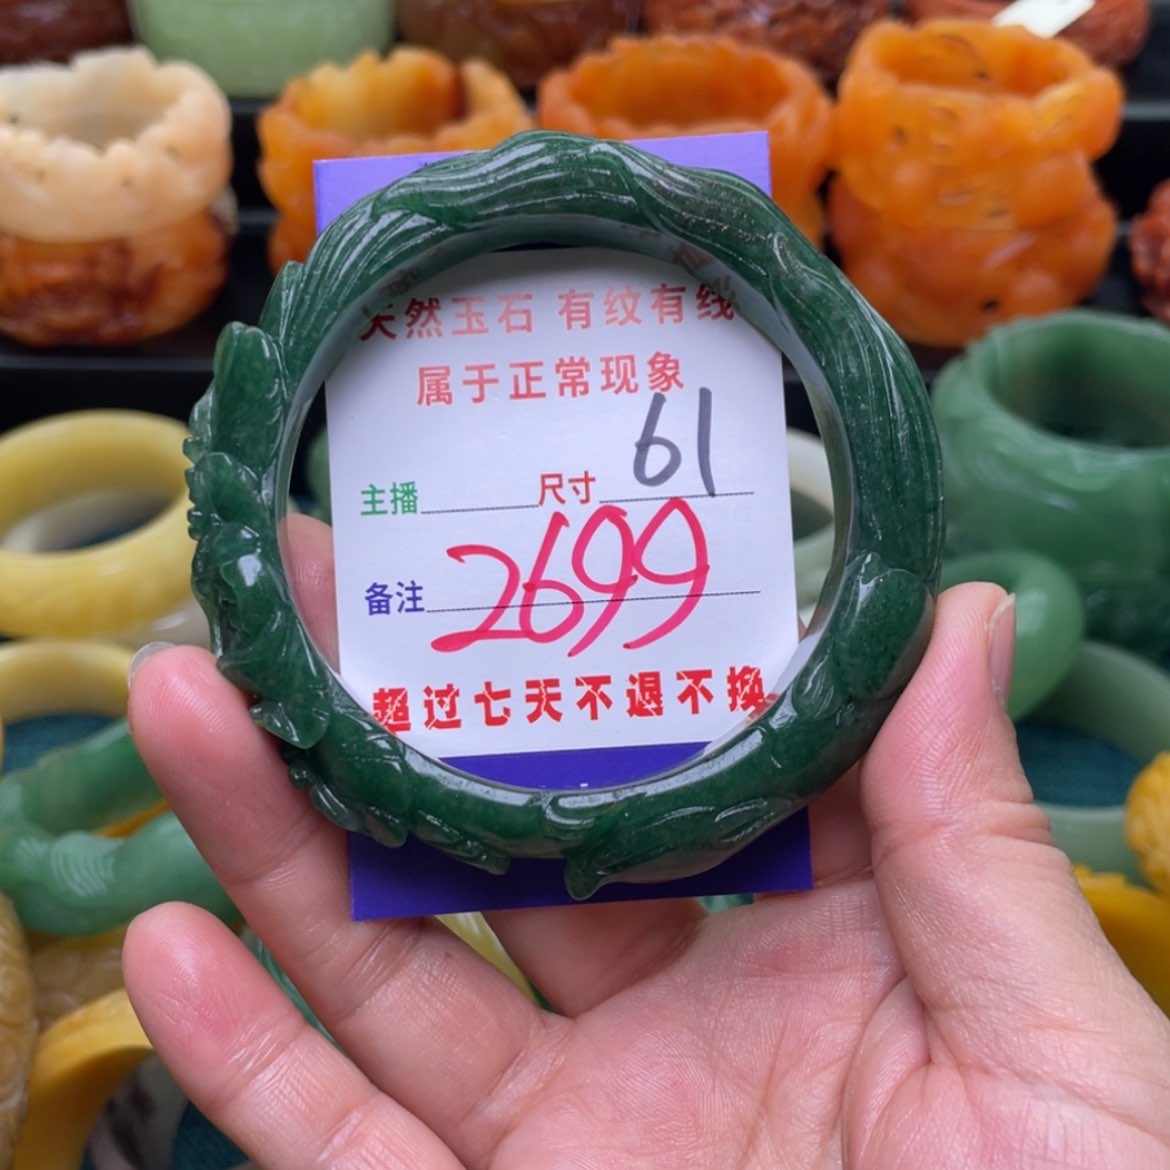 天然玉石 有纹有线
属于正常现象
主播 尺寸 61
备注 2699
超过七天不退不换